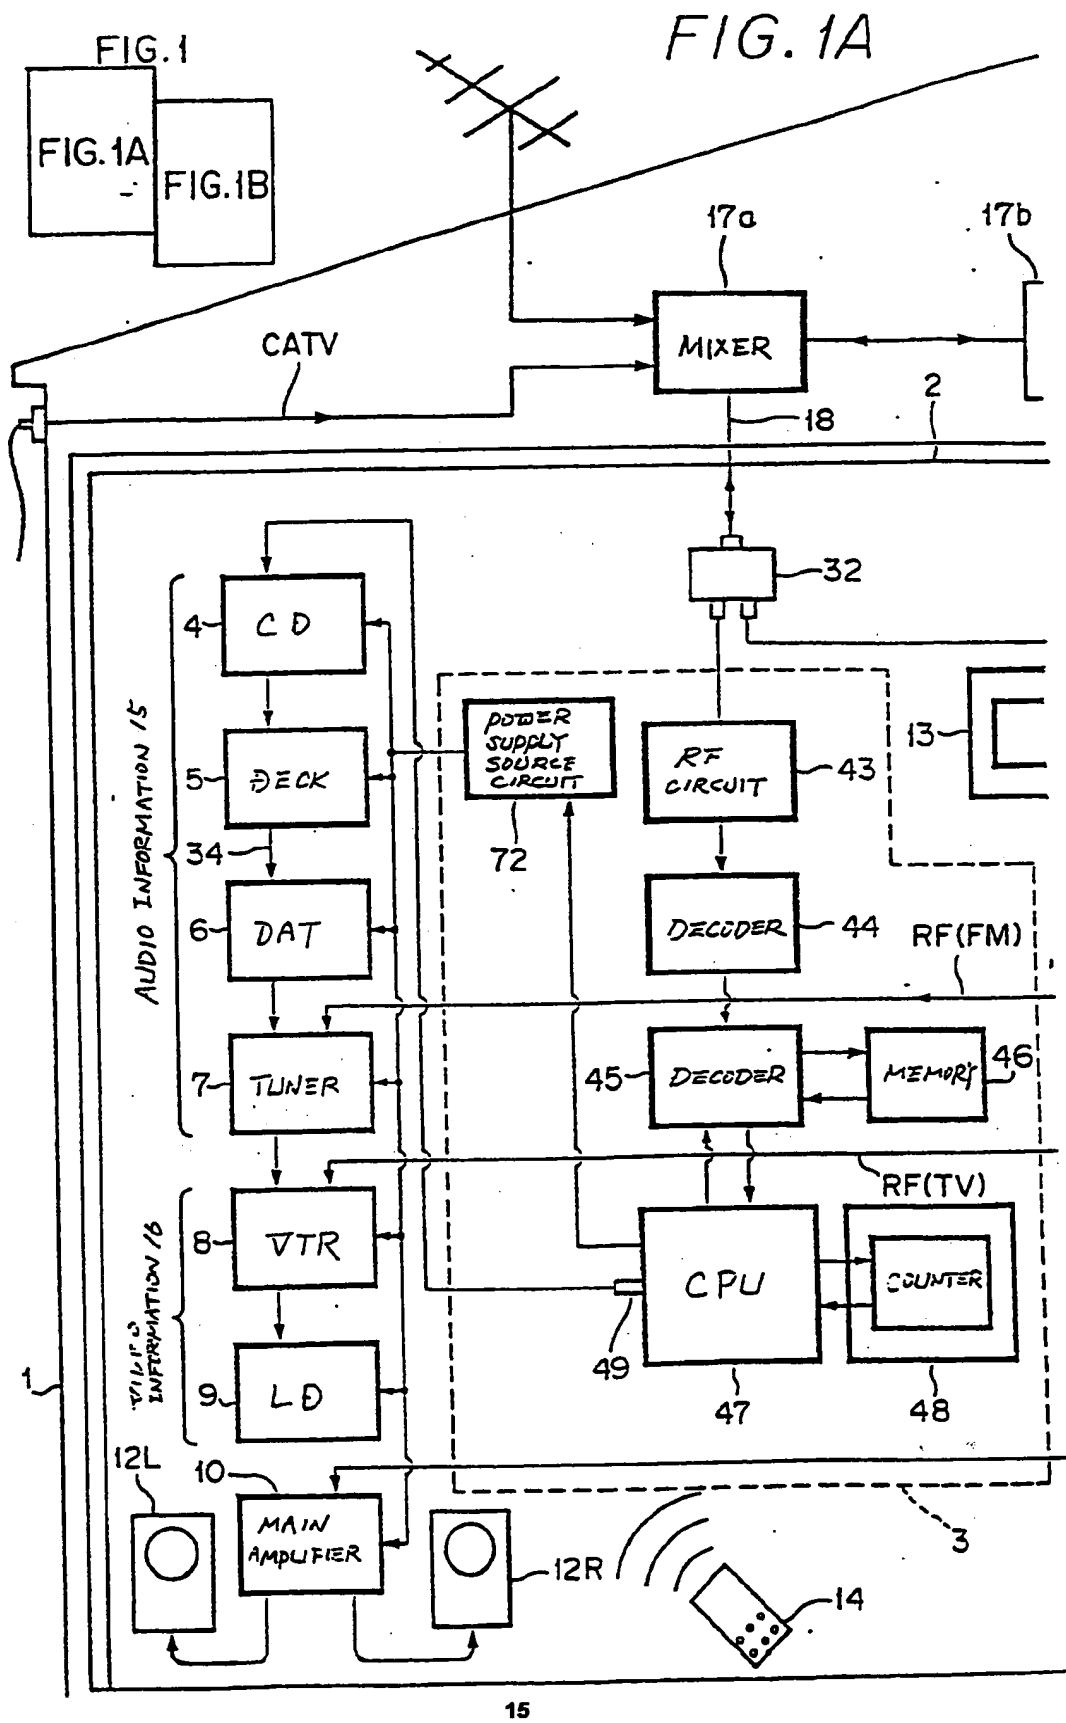 FIG. 1A
FIG. 1
FIG. 1A
FIG. 1B
17a
17b
MIXER
CATV
18
2
32
4
CD
POWER
SUPPLY
SOURCE
CIRCUIT
72
RF
CIRCUIT
43
13
5
DECK
34
AUDIO INFORMATION 15
6
DAT
DECODER
44
RF(FM)
7
TUNER
45
DECODER
MEMORY
46
RF(TV)
8
VTR
CPU
COUNTER
49
47
48
INFORMATION 16
9
LD
1
12L
10
MAIN
AMPLIFIER
12R
3
14
15